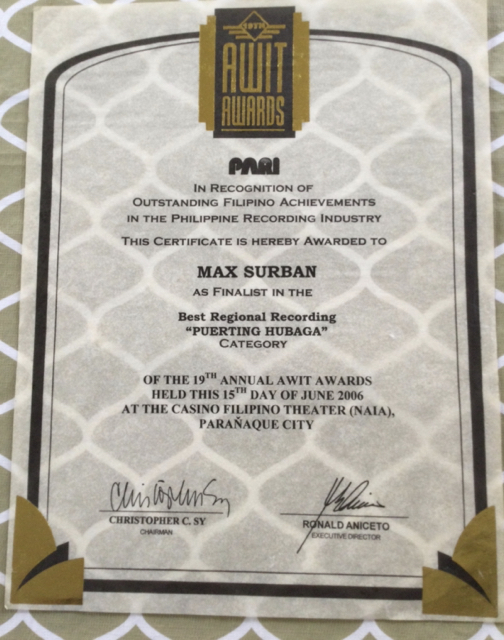 19TH
AWIT
AWARDS
PARI
IN RECOGNITION OF
OUTSTANDING FILIPINO ACHIEVEMENTS
IN THE PHILIPPINE RECORDING INDUSTRY
THIS CERTIFICATE IS HEREBY AWARDED TO
MAX SURBAN
AS FINALIST IN THE
Best Regional Recording
"PUERTING HUBAGA"
CATEGORY
OF THE 19TH ANNUAL AWIT AWARDS
HELD THIS 15TH DAY OF JUNE 2006
AT THE CASINO FILIPINO THEATER (NAIA),
PARAÑAQUE CITY
CHRISTOPHER C. SY
CHAIRMAN
RONALD ANICETO
EXECUTIVE DIRECTOR